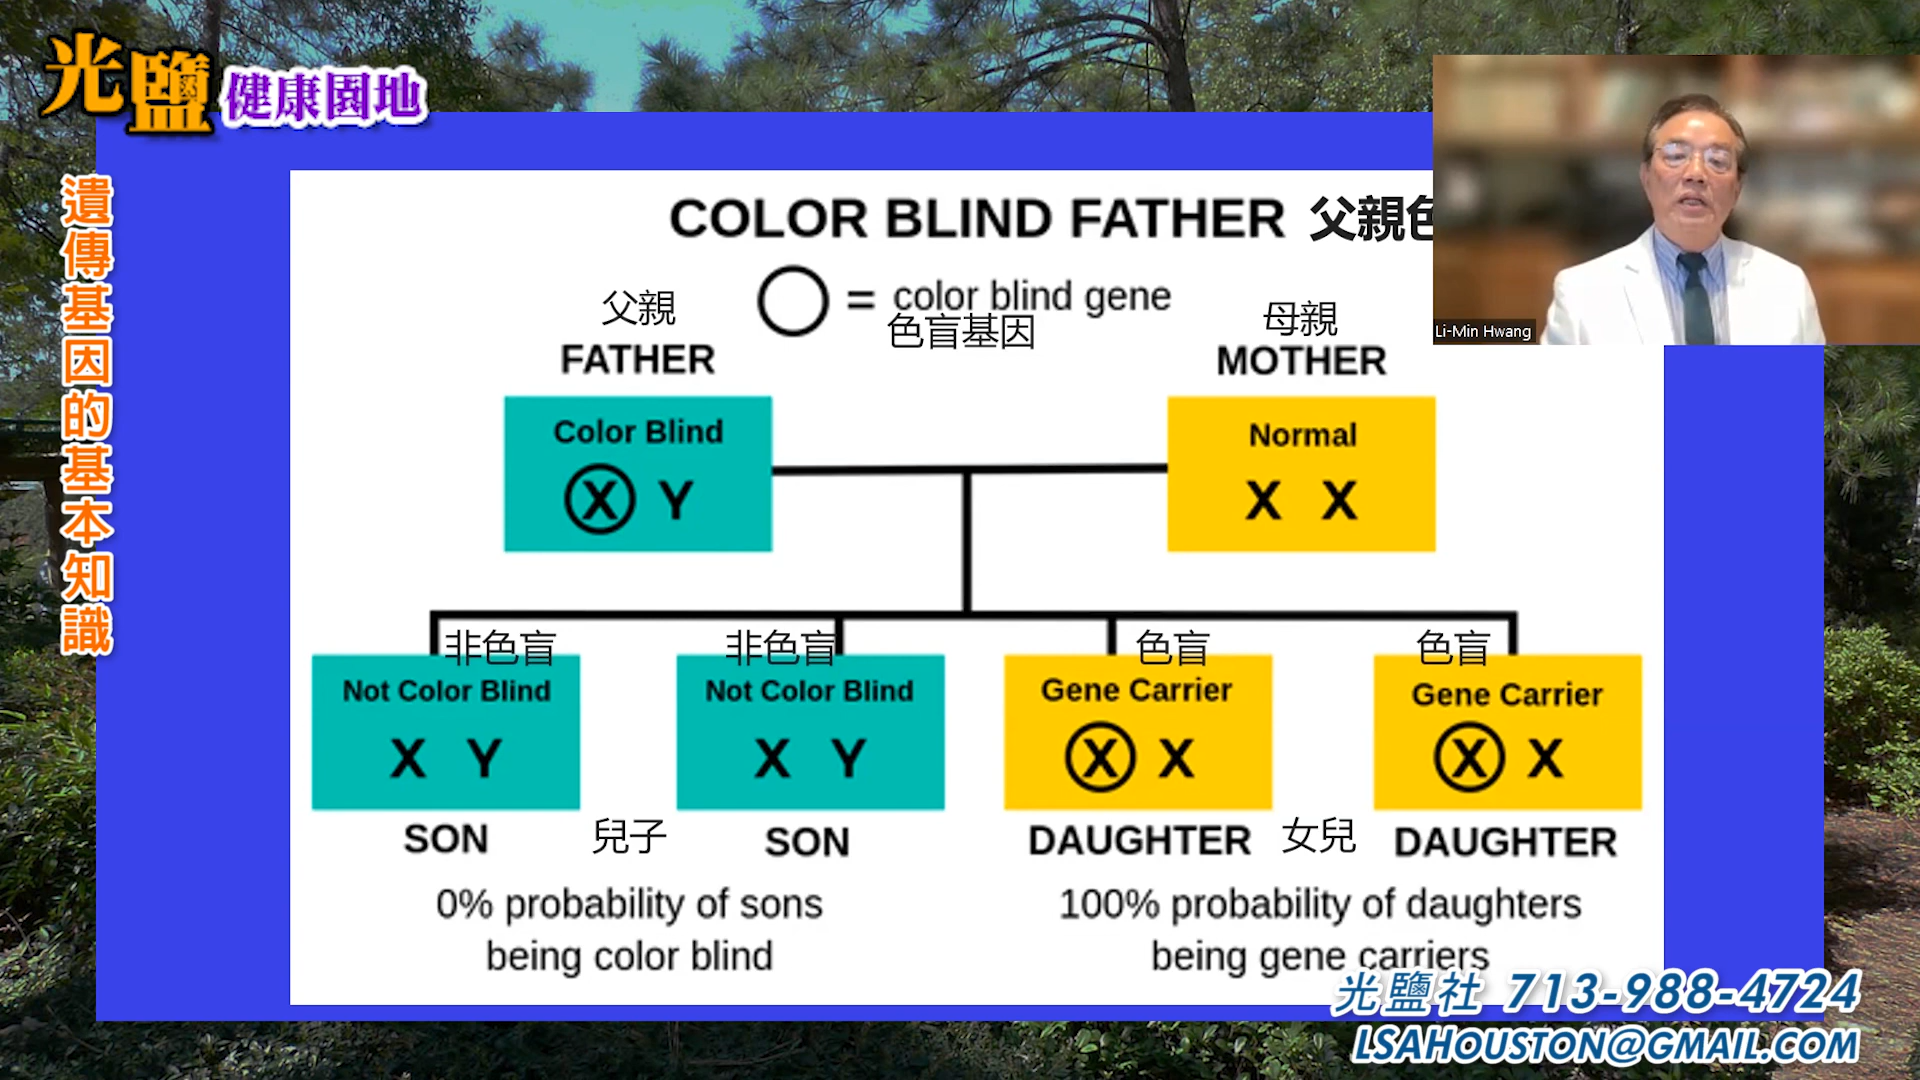 光鹽 健康園地
遺傳基因的基本知識
COLOR BLIND FATHER 父親色
= color blind gene
色盲基因
父親
FATHER
母親
MOTHER
Color Blind
X Y
Normal
X X
非色盲
Not Color Blind
X Y
非色盲
Not Color Blind
X Y
色盲
Gene Carrier
X X
色盲
Gene Carrier
X X
SON
兒子
SON
DAUGHTER
女兒
DAUGHTER
0% probability of sons
being color blind
100% probability of daughters
being gene carriers
Li-Min Hwang
光鹽社 713-988-4724
LSAHOUSTON@GMAIL.COM